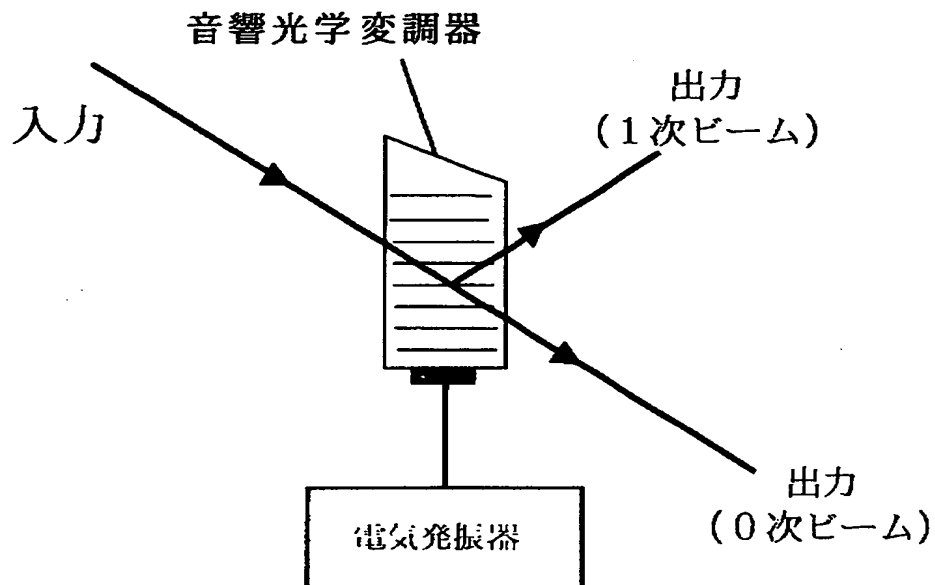 音響光学変調器
入力
出力
(1次ビーム)
出力
(0次ビーム)
電気発振器